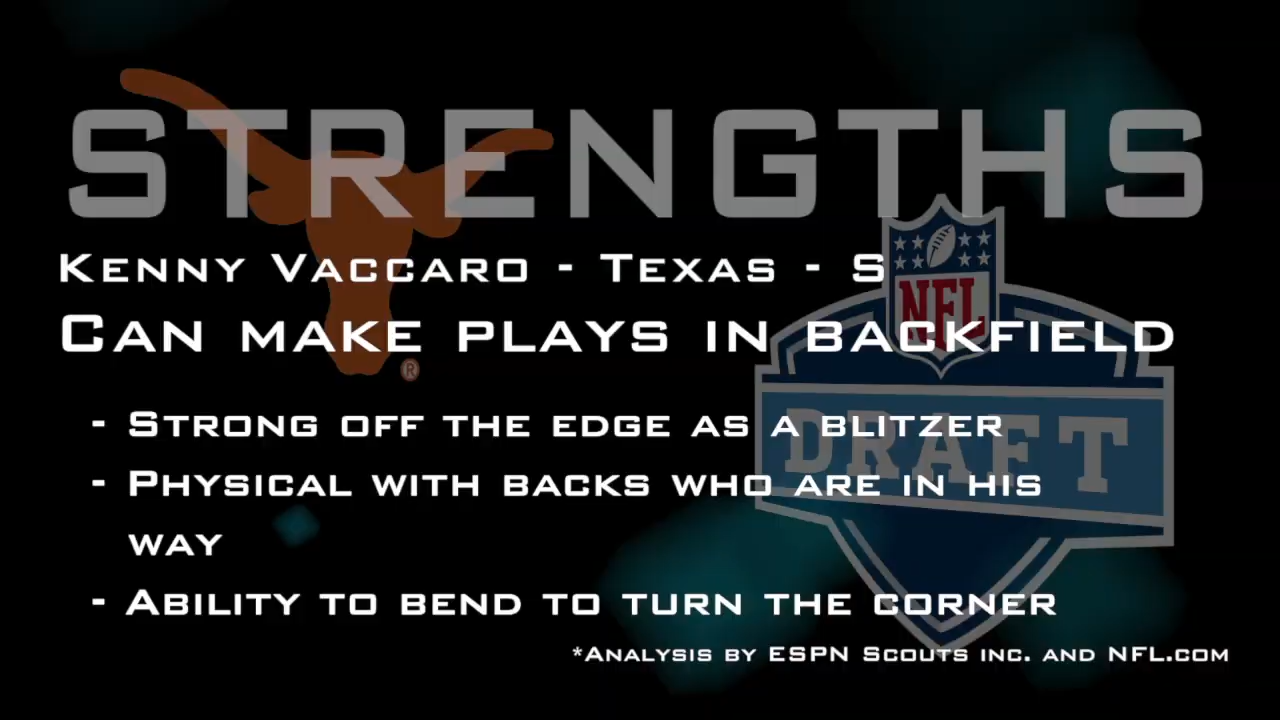 STRENGTHS
KENNY VACCARO - TEXAS - S
NFL
CAN MAKE PLAYS IN BACKFIELD
®
DRAFT
- STRONG OFF THE EDGE AS A BLITZER
- PHYSICAL WITH BACKS WHO ARE IN HIS
WAY
- ABILITY TO BEND TO TURN THE CORNER
*ANALYSIS BY ESPN SCOUTS INC. AND NFL.COM